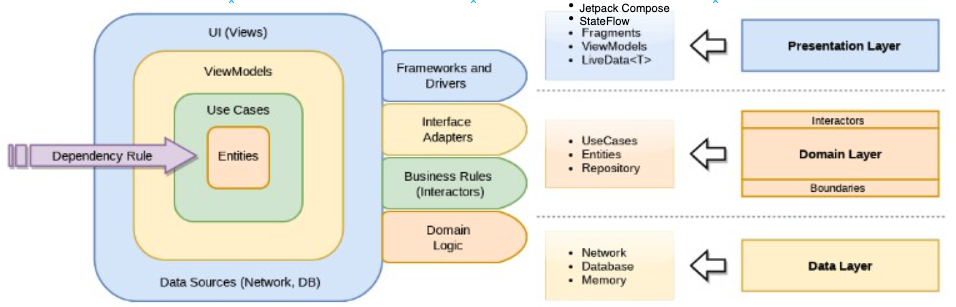 UI (Views)
ViewModels
Use Cases
Entities
Dependency Rule
Data Sources (Network, DB)
Frameworks and
Drivers
Interface
Adapters
Business Rules
(Interactors)
Domain
Logic
• Jetpack Compose
• StateFlow
• Fragments
• ViewModels
• LiveData<T>
Presentation Layer
• UseCases
• Entities
• Repository
Interactors
Domain Layer
Boundaries
• Network
• Database
• Memory
Data Layer